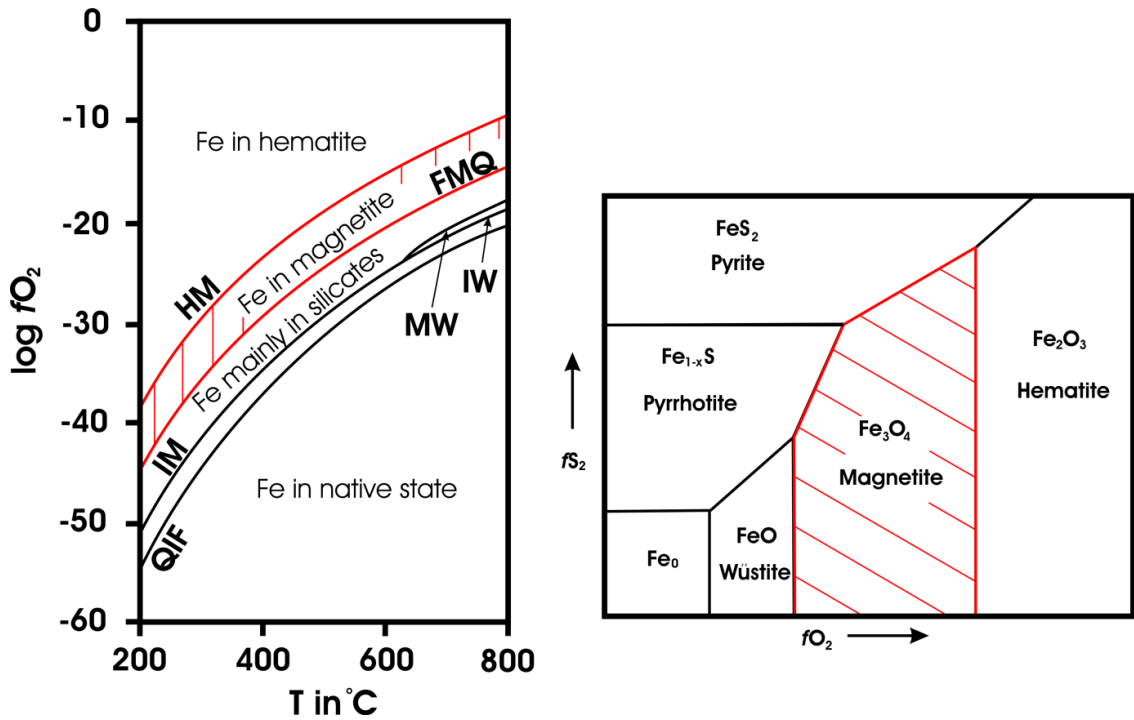 0
-10
-20
-30
-40
-50
-60
log fO₂
200
400
600
800
T in °C
Fe in hematite
HM
Fe in magnetite
FMQ
Fe mainly in silicates
MW
IW
IM
QIF
Fe in native state
FeS₂
Pyrite
Fe₁₋ₓS
Pyrrhotite
Fe₂O₃
Hematite
Fe₃O₄
Magnetite
Fe₀
FeO
Wűstite
fS₂
fO₂